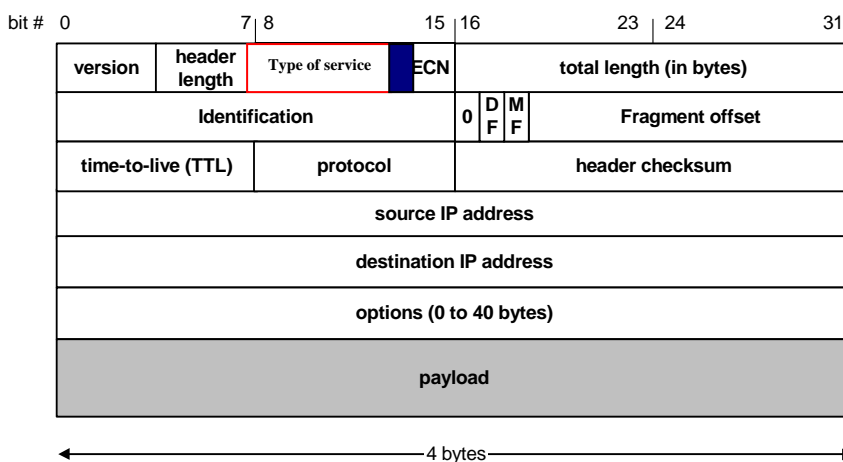 bit # 0 7 8 15 16 23 24 31
version header length Type of service ECN total length (in bytes)
Identification 0 DF MF Fragment offset
time-to-live (TTL) protocol header checksum
source IP address
destination IP address
options (0 to 40 bytes)
payload
4 bytes